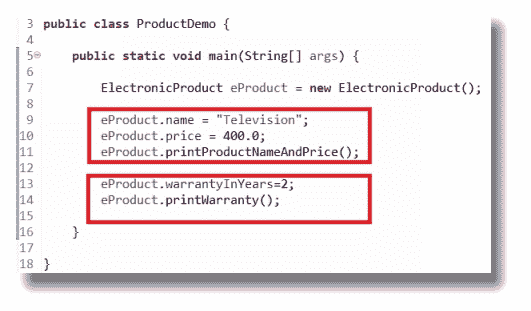 3 public class ProductDemo {
4
5 public static void main(String[] args) {
6
7 ElectronicProduct eProduct = new ElectronicProduct();
8
9 eProduct.name = "Television";
10 eProduct.price = 400.0;
11 eProduct.printProductNameAndPrice();
12
13 eProduct.warrantyInYears=2;
14 eProduct.printWarranty();
15
16 }
17
18 }